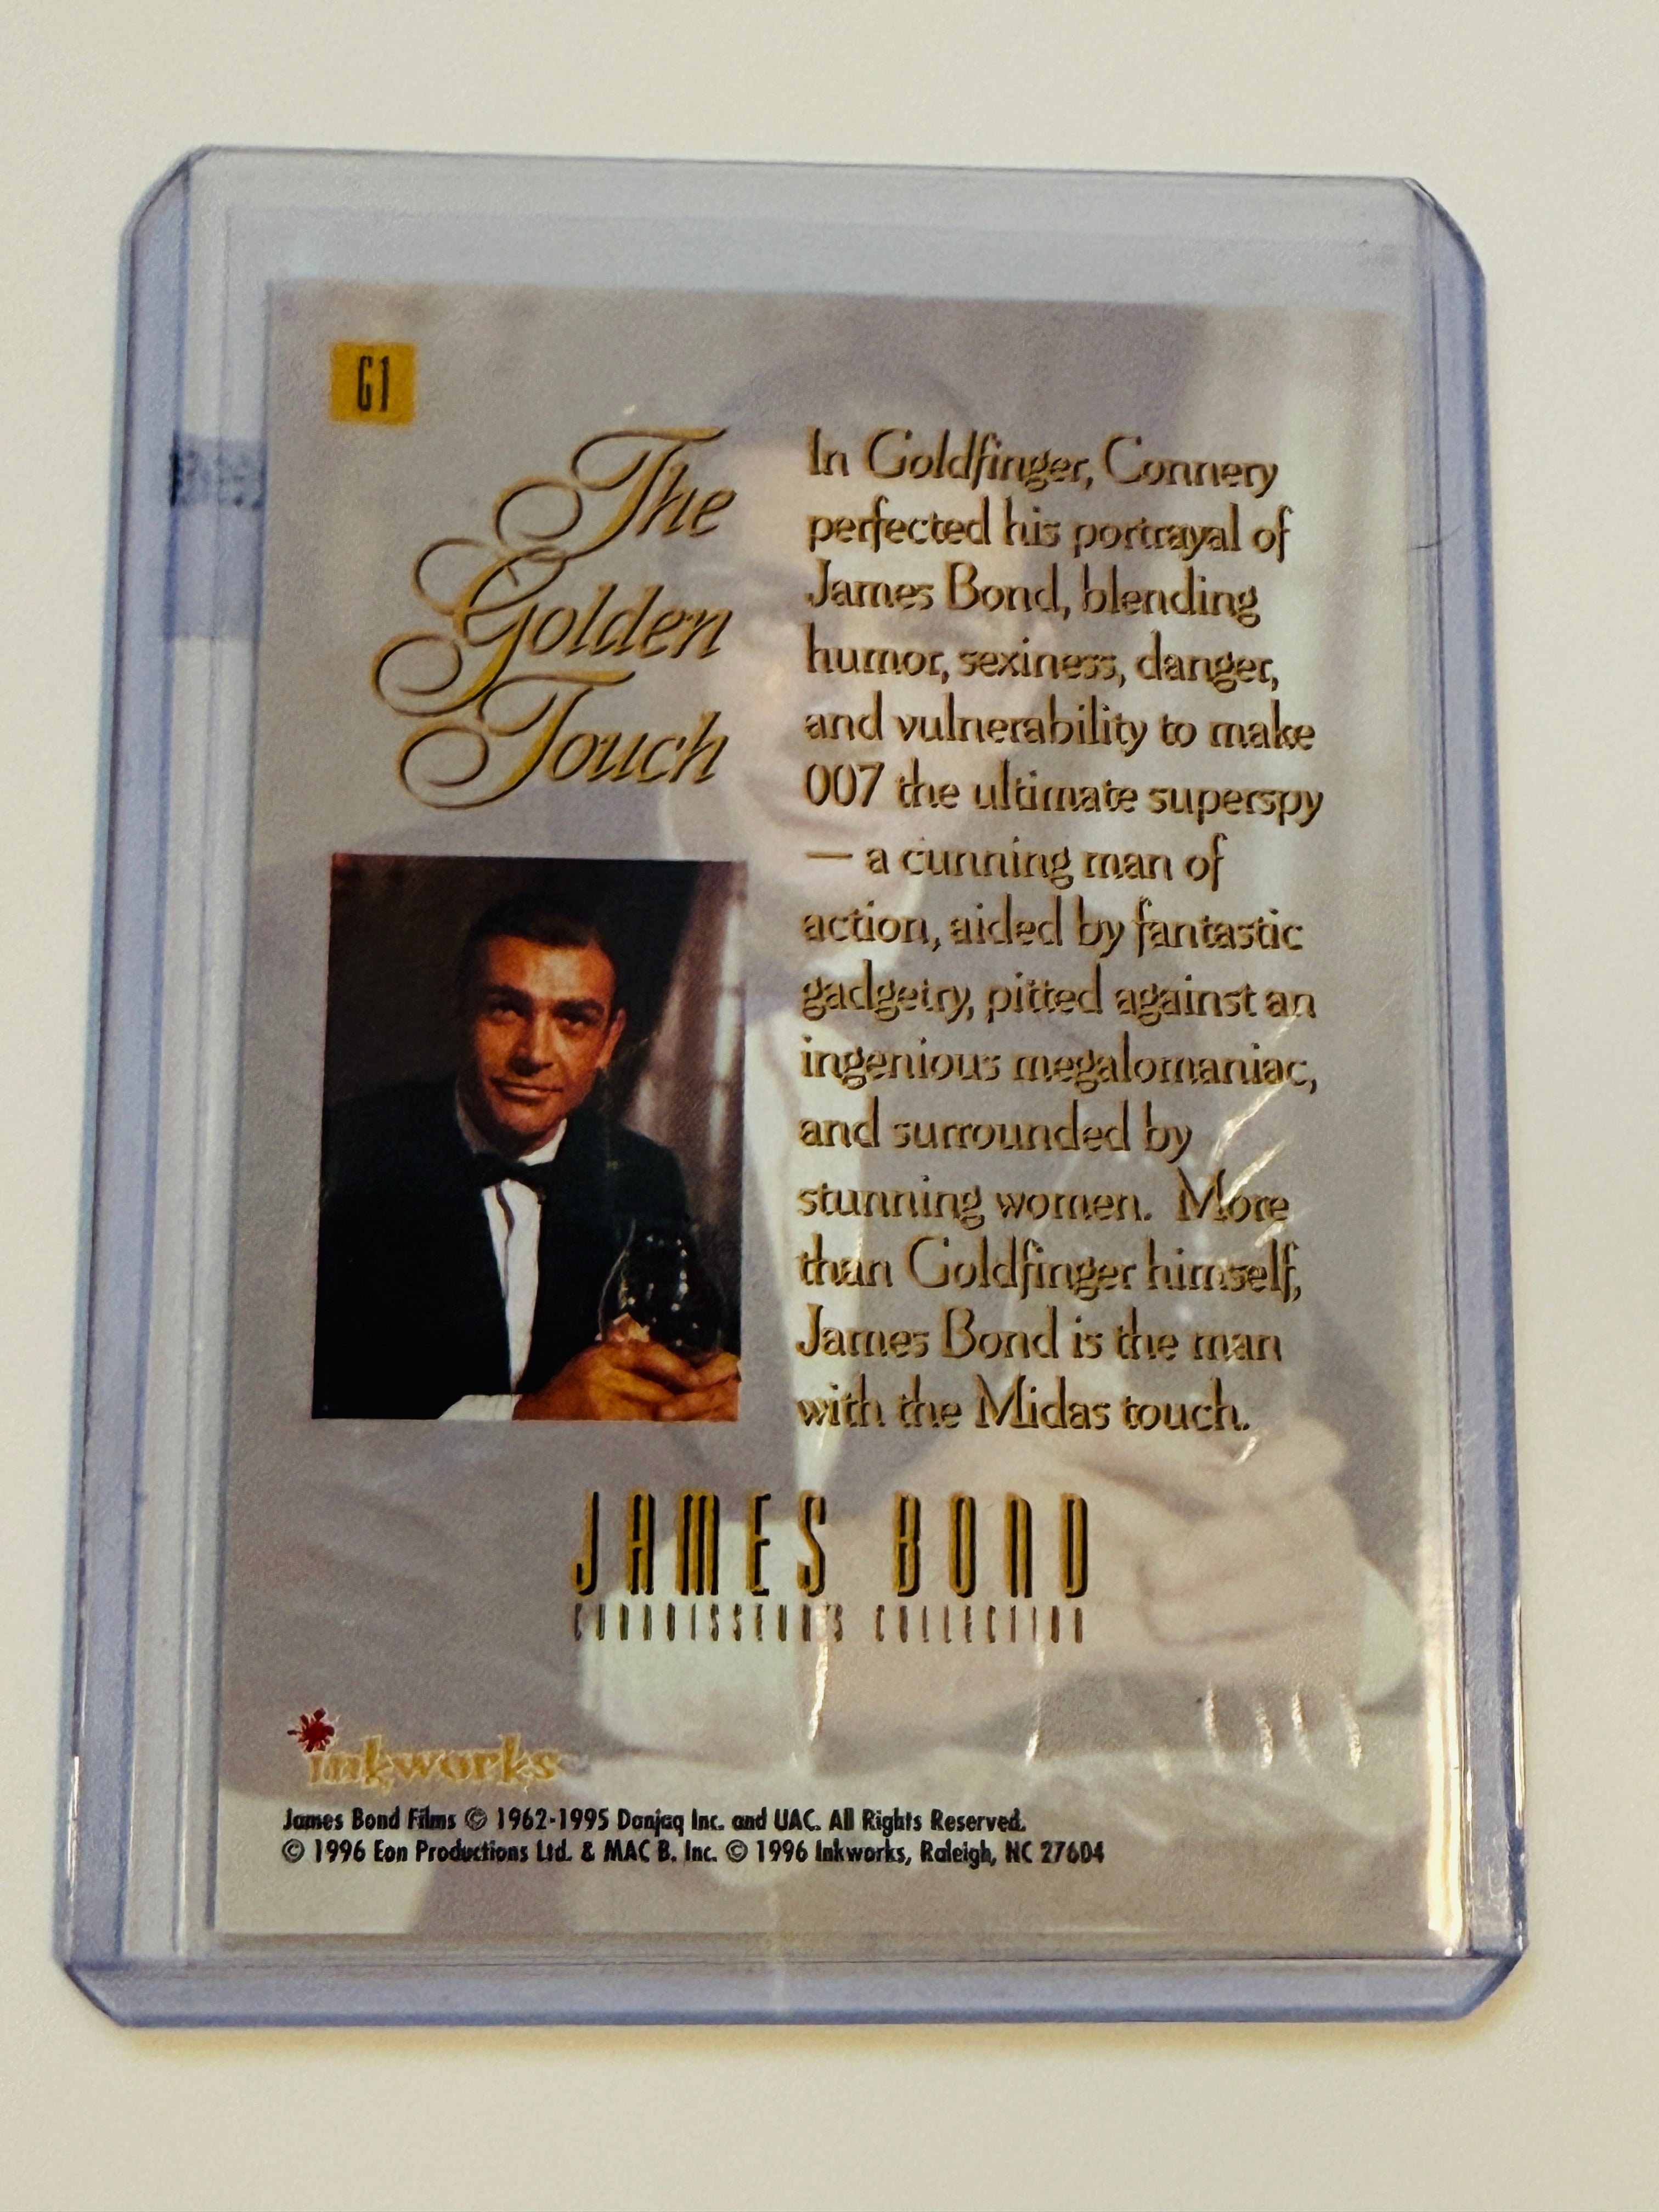 G1
The
Golden
Touch
In Goldfinger, Connery
perfected his portrayal of
James Bond, blending
humor, sexiness, danger,
and vulnerability to make
007 the ultimate superspy
— a cunning man of
action, aided by fantastic
gadgetry, pitted against an
ingenious megalomaniac,
and surrounded by
stunning women. More
than Goldfinger himself,
James Bond is the man
with the Midas touch.
JAMES BOND
CONNOISSEUR'S COLLECTION
inkworks
James Bond Films © 1962-1995 Danjaq Inc. and UAC. All Rights Reserved.
© 1996 Eon Productions Ltd. & MAC B. Inc. © 1996 Inkworks, Raleigh, NC 27604